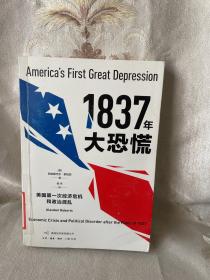 America's First Great Depression
1837年
大恐慌
美国第一次经济危机
和政治混乱
Alasdair Roberts
Economic Crisis and Political Disorder after the Panic of 1837